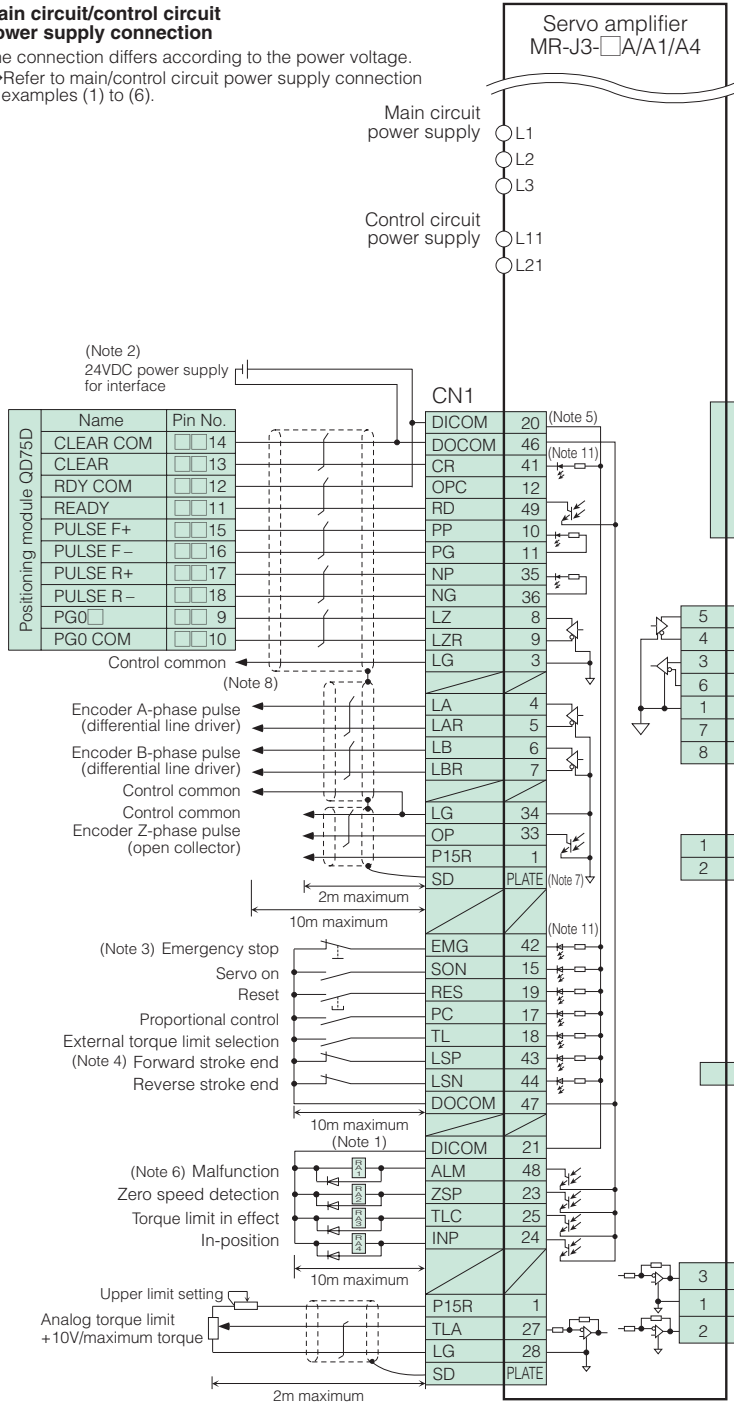 ain circuit/control circuit
ower supply connection
e connection differs according to the power voltage.
Refer to main/control circuit power supply connection
examples (1) to (6).
Servo amplifier
MR-J3-□A/A1/A4
Main circuit
power supply
L1
L2
L3
Control circuit
power supply
L11
L21
(Note 2)
24VDC power supply
for interface
CN1
Positioning module QD75D
Name Pin No.
CLEAR COM □□14
CLEAR □□13
RDY COM □□12
READY □□11
PULSE F+ □□15
PULSE F− □□16
PULSE R+ □□17
PULSE R− □□18
PG0□ □□ 9
PG0 COM □□10
DICOM 20 (Note 5)
DOCOM 46
(Note 11)
CR 41
OPC 12
RD 49
PP 10
PG 11
NP 35
NG 36
LZ 8
LZR 9
Control common LG 3
(Note 8)
Encoder A-phase pulse
(differential line driver)
LA 4
LAR 5
Encoder B-phase pulse
(differential line driver)
LB 6
LBR 7
Control common
Control common LG 34
Encoder Z-phase pulse
(open collector)
OP 33
P15R 1
SD PLATE (Note 7)
2m maximum
10m maximum
(Note 11)
(Note 3) Emergency stop EMG 42
Servo on SON 15
Reset RES 19
Proportional control PC 17
External torque limit selection TL 18
(Note 4) Forward stroke end LSP 43
Reverse stroke end LSN 44
DOCOM 47
10m maximum
(Note 1)
DICOM 21
(Note 6) Malfunction RA1 ALM 48
Zero speed detection RA2 ZSP 23
Torque limit in effect RA3 TLC 25
In-position RA4 INP 24
10m maximum
Upper limit setting
Analog torque limit
+10V/maximum torque
P15R 1
TLA 27
LG 28
SD PLATE
2m maximum
5
4
3
6
1
7
8
1
2
3
1
2